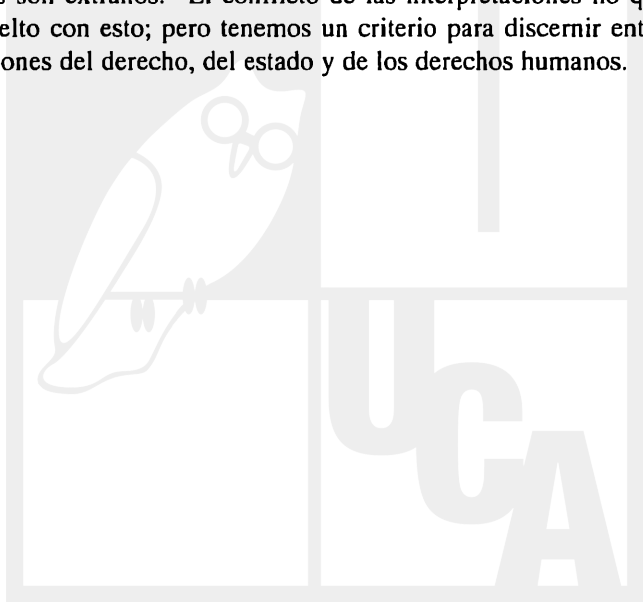 son extraños. El conflicto de las interpretaciones no
elto con esto; pero tenemos un criterio para discernir ent
ones del derecho, del estado y de los derechos humanos.
UCA